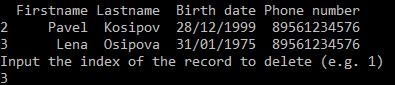 Firstname Lastname Birth date Phone number
2 Pavel Kosipov 28/12/1999 89561234576
3 Lena Osipova 31/01/1975 89561234576
Input the index of the record to delete (e.g. 1)
3